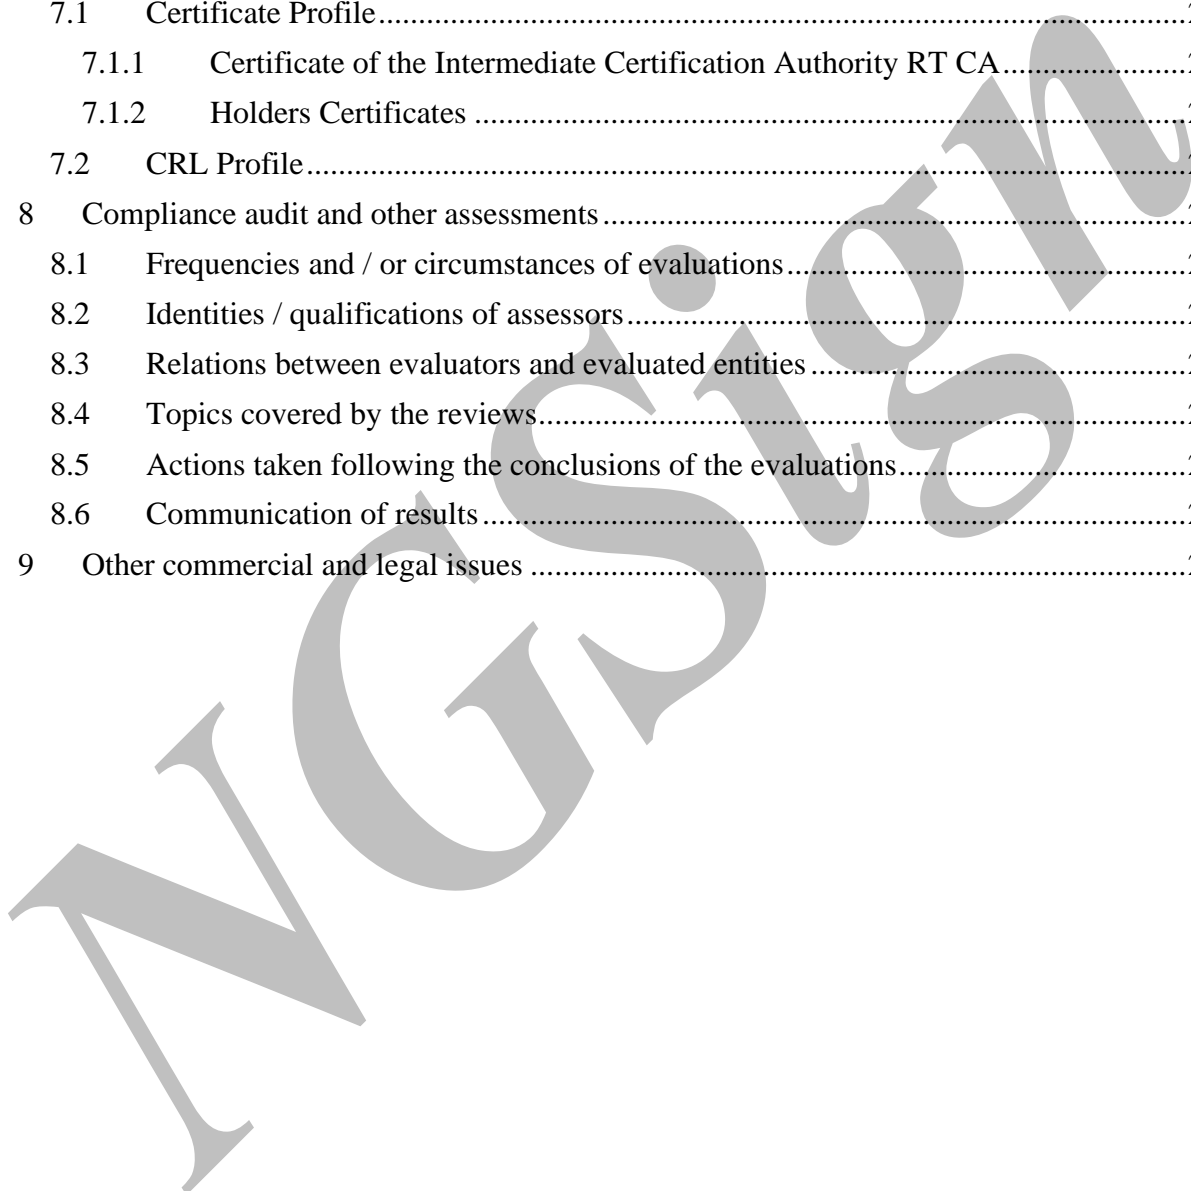 7.1 Certificate Profile
7.1.1 Certificate of the Intermediate Certification Authority RT CA
7.1.2 Holders Certificates
7.2 CRL Profile
8 Compliance audit and other assessments
8.1 Frequencies and / or circumstances of evaluations
8.2 Identities / qualifications of assessors
8.3 Relations between evaluators and evaluated entities
8.4 Topics covered by the reviews
8.5 Actions taken following the conclusions of the evaluations
8.6 Communication of results
9 Other commercial and legal issues
NGSign